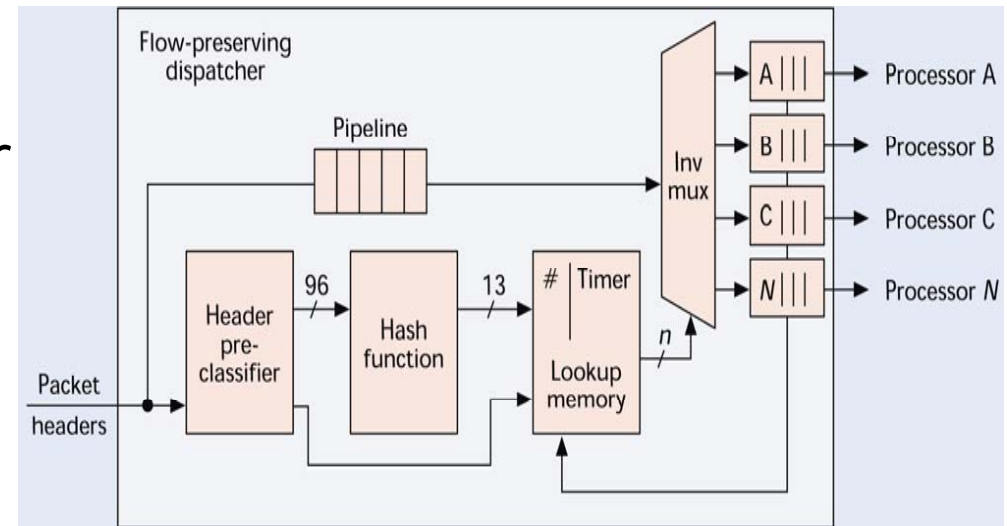 Flow-preserving
dispatcher
Pipeline
Inv
mux
A
B
C
N
Processor A
Processor B
Processor C
Processor N
Packet
headers
Header
pre-
classifier
96
Hash
function
13
# Timer
Lookup
memory
n